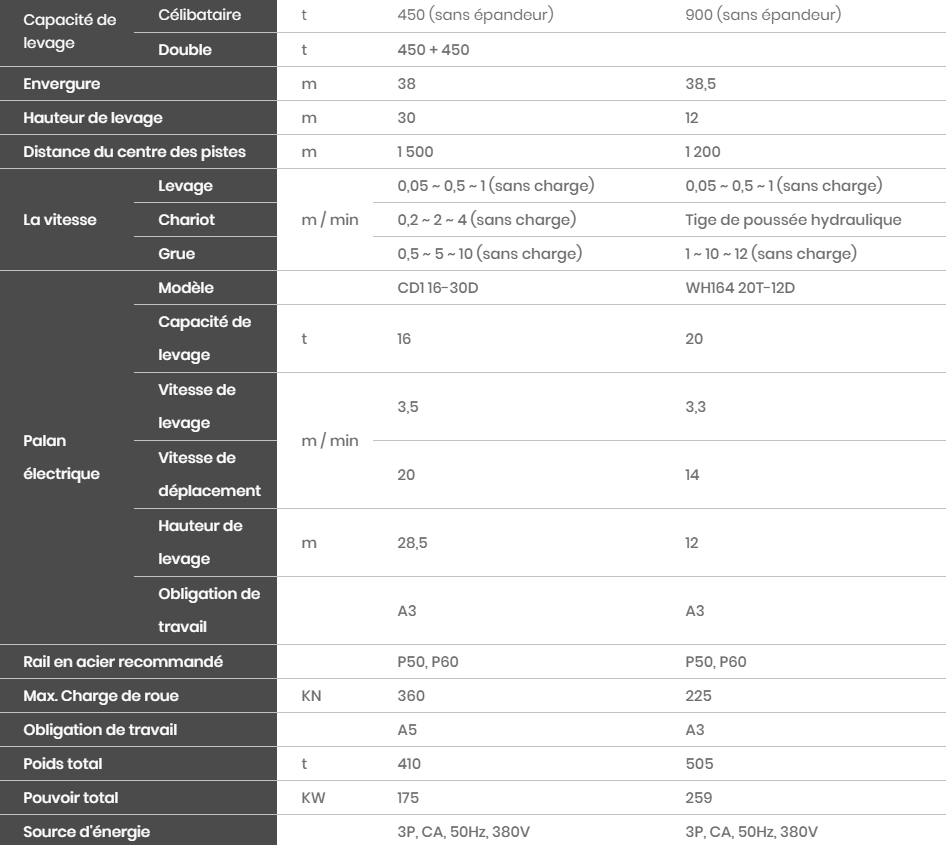 Capacité de levage Célibataire t 450 (sans épandeur) 900 (sans épandeur)
Double t 450 + 450
Envergure m 38 38,5
Hauteur de levage m 30 12
Distance du centre des pistes m 1 500 1 200
La vitesse Levage m / min 0,05 ~ 0,5 ~ 1 (sans charge) 0,05 ~ 0,5 ~ 1 (sans charge)
Chariot 0,2 ~ 2 ~ 4 (sans charge) Tige de poussée hydraulique
Grue 0,5 ~ 5 ~ 10 (sans charge) 1 ~ 10 ~ 12 (sans charge)
Palan électrique Modèle CD1 16-30D WH164 20T-12D
Capacité de levage t 16 20
Vitesse de levage m / min 3,5 3,3
Vitesse de déplacement 20 14
Hauteur de levage m 28,5 12
Obligation de travail A3 A3
Rail en acier recommandé P50, P60 P50, P60
Max. Charge de roue KN 360 225
Obligation de travail A5 A3
Poids total t 410 505
Pouvoir total KW 175 259
Source d'énergie 3P, CA, 50Hz, 380V 3P, CA, 50Hz, 380V